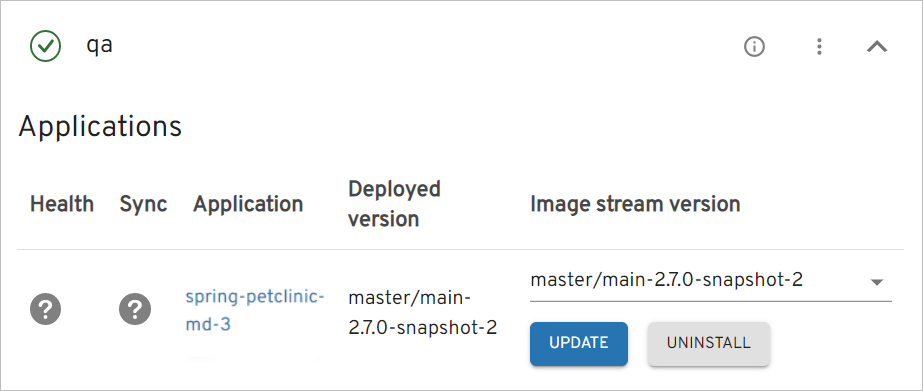 qa
Applications
Health Sync Application Deployed version Image stream version
spring-petclinic-md-3
master/main-2.7.0-snapshot-2
master/main-2.7.0-snapshot-2
UPDATE UNINSTALL